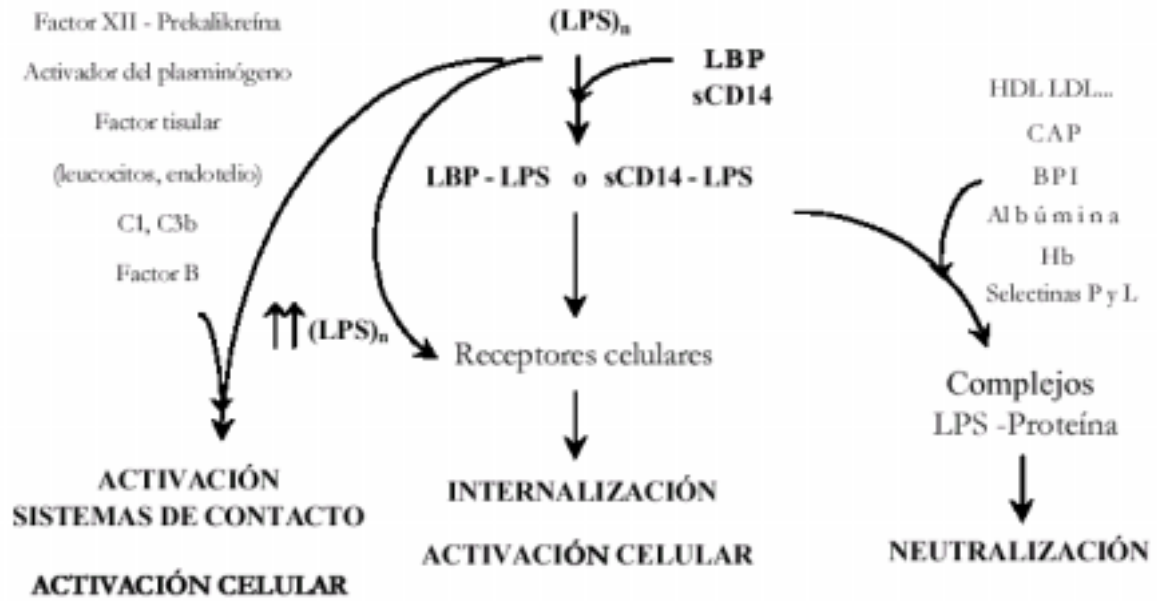 Factor XII - Prekalikreína
Activador del plasminógeno
Factor tisular
(leucocitos, endotelio)
C1, C3b
Factor B
(LPS)n
LBP
sCD14
LBP - LPS o sCD14 - LPS
HDL LDL...
CAP
BPI
Albúmina
Hb
Selectinas P y L
(LPS)n
Receptores celulares
Complejos
LPS -Proteína
ACTIVACIÓN
SISTEMAS DE CONTACTO
ACTIVACIÓN CELULAR
INTERNALIZACIÓN
ACTIVACIÓN CELULAR
NEUTRALIZACIÓN